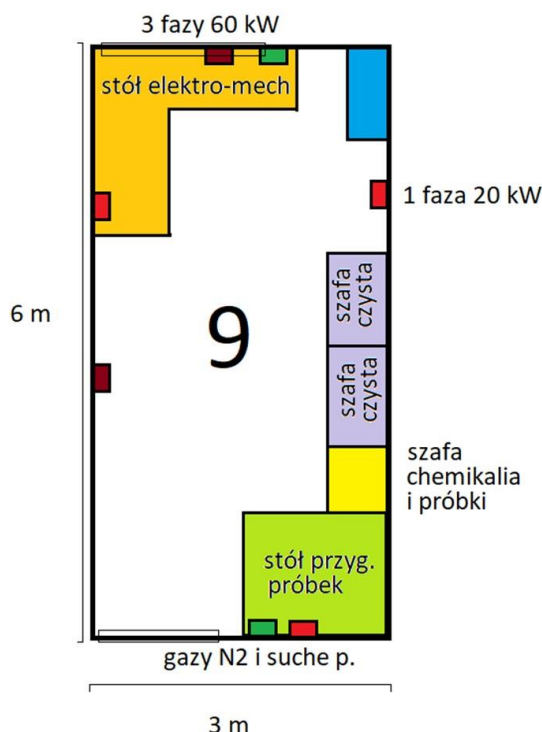 3 fazy 60 kW
stół elektro-mech
1 faza 20 kW
szafa
czysta
6 m
9
szafa
czysta
szafa
chemikalia
i próbki
stół przyg.
próbek
gazy N2 i suche p.
3 m